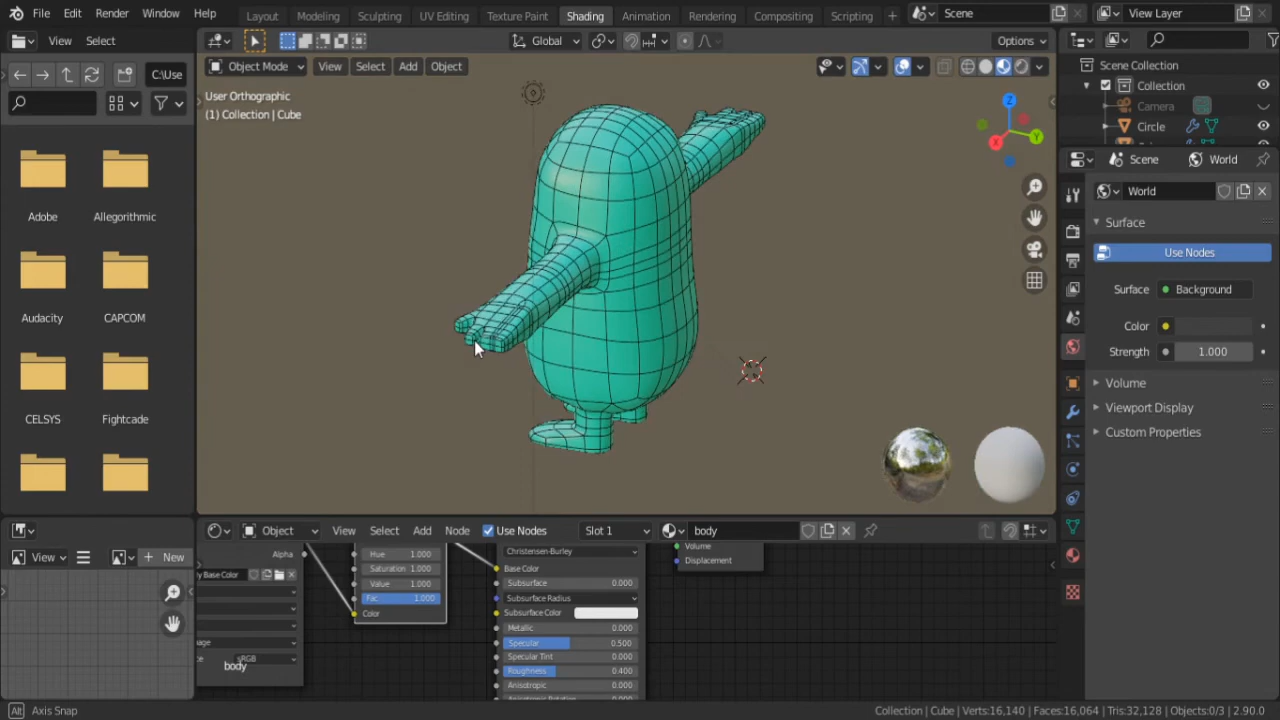 File Edit Render Window Help Layout Modeling Sculpting UV Editing Texture Paint Shading Animation Rendering Compositing Scripting + Scene View Layer
View Select Global Options
C:\Use Object Mode View Select Add Object Scene Collection
Collection
User Orthographic
(1) Collection | Cube
Camera
Circle
Z
Y
X
Scene World
World
Adobe Allegorithmic
Surface
Use Nodes
Surface Background
Audacity CAPCOM
Color
Strength 1.000
Volume
Viewport Display
CELSYS Fightcade
Custom Properties
Object View Select Add Node Use Nodes Slot 1 body
View New
Alpha
y Base Color
Hue 1.000
Saturation 1.000
Value 1.000
Fac 1.000
Color
mage
ce sRGB
body
Christensen-Burley
Base Color
Subsurface 0.000
Subsurface Radius
Subsurface Color
Metallic 0.000
Specular 0.500
Specular Tint 0.000
Roughness 0.400
Anisotropic 0.000
Anisotropic Rotation
Volume
Displacement
Alt Axis Snap Collection | Cube | Verts:16,140 | Faces:16,064 | Tris:32,128 | Objects:0/3 | 2.90.0